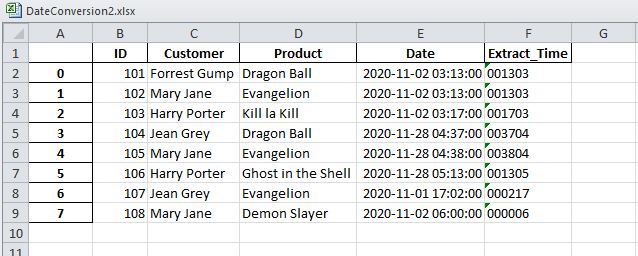 DateConversion2.xlsx
A B C D E F G
1 ID Customer Product Date Extract_Time
2 0 101 Forrest Gump Dragon Ball 2020-11-02 03:13:00 001303
3 1 102 Mary Jane Evangelion 2020-11-02 03:13:00 001303
4 2 103 Harry Porter Kill la Kill 2020-11-02 03:17:00 001703
5 3 104 Jean Grey Dragon Ball 2020-11-28 04:37:00 003704
6 4 105 Mary Jane Evangelion 2020-11-28 04:38:00 003804
7 5 106 Harry Porter Ghost in the Shell 2020-11-28 05:13:00 001305
8 6 107 Jean Grey Evangelion 2020-11-01 17:02:00 000217
9 7 108 Mary Jane Demon Slayer 2020-11-02 06:00:00 000006
10
11